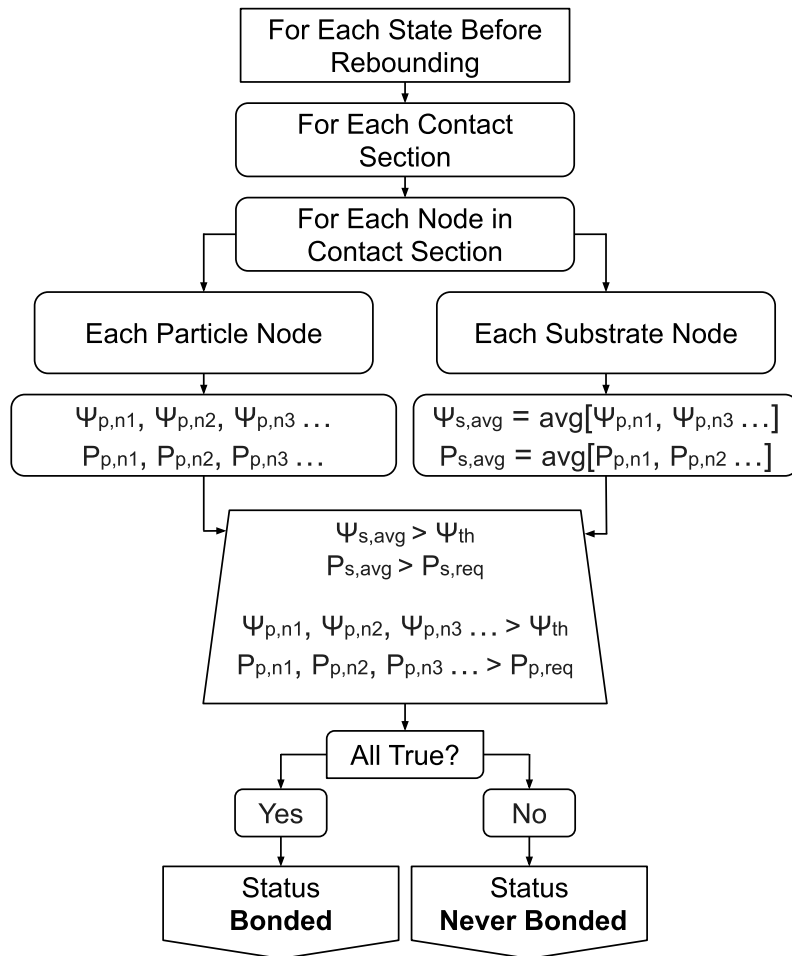 For Each State Before
Rebounding
For Each Contact
Section
For Each Node in
Contact Section
Each Particle Node
Each Substrate Node
Ψp,n1, Ψp,n2, Ψp,n3 …
Pp,n1, Pp,n2, Pp,n3 …
Ψs,avg = avg[Ψp,n1, Ψp,n3 …]
Ps,avg = avg[Pp,n1, Pp,n2 …]
Ψs,avg > Ψth
Ps,avg > Ps,req
Ψp,n1, Ψp,n2, Ψp,n3 … > Ψth
Pp,n1, Pp,n2, Pp,n3 … > Pp,req
All True?
Yes
No
Status
Bonded
Status
Never Bonded